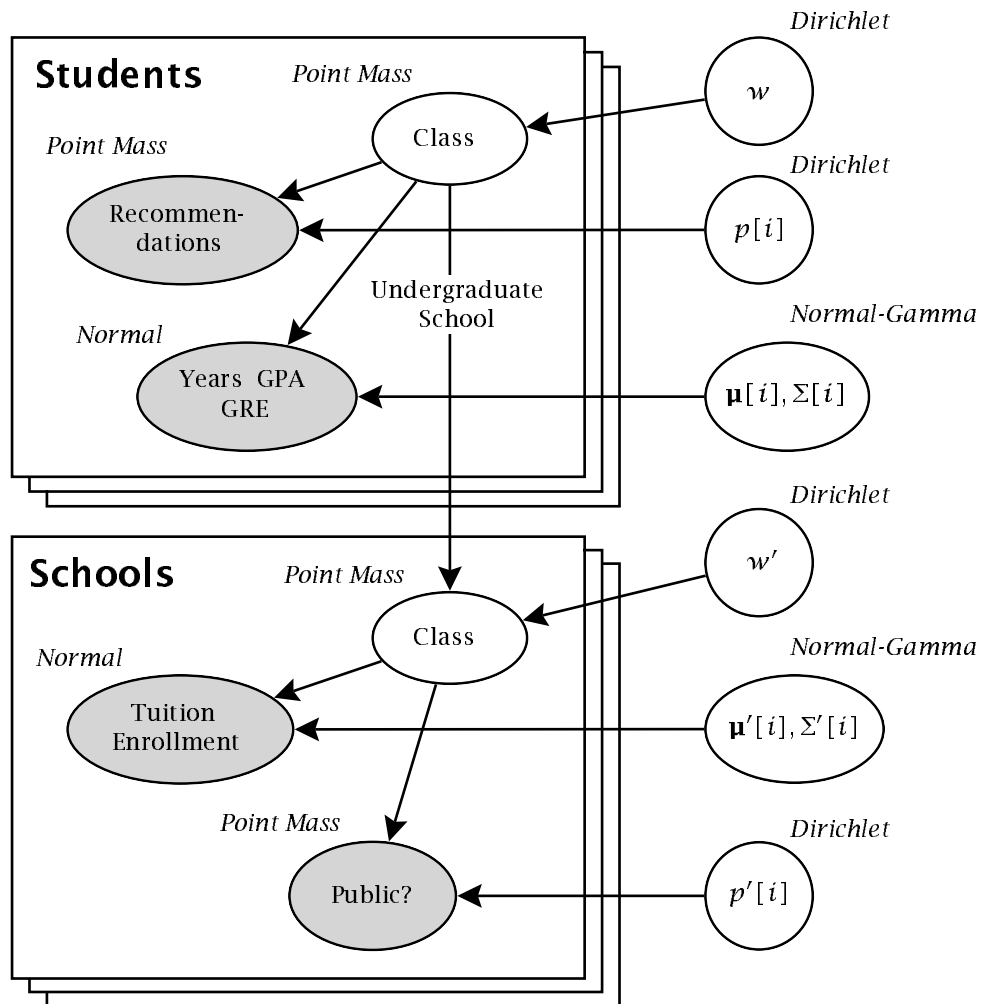 Dirichlet
Students
Point Mass
Class
w
Point Mass
Recommen-
dations
Dirichlet
p[i]
Undergraduate
School
Normal
Years GPA
GRE
Normal-Gamma
μ[i], Σ[i]
Dirichlet
w′
Schools
Point Mass
Class
Normal
Tuition
Enrollment
Normal-Gamma
μ′[i], Σ′[i]
Point Mass
Public?
Dirichlet
p′[i]